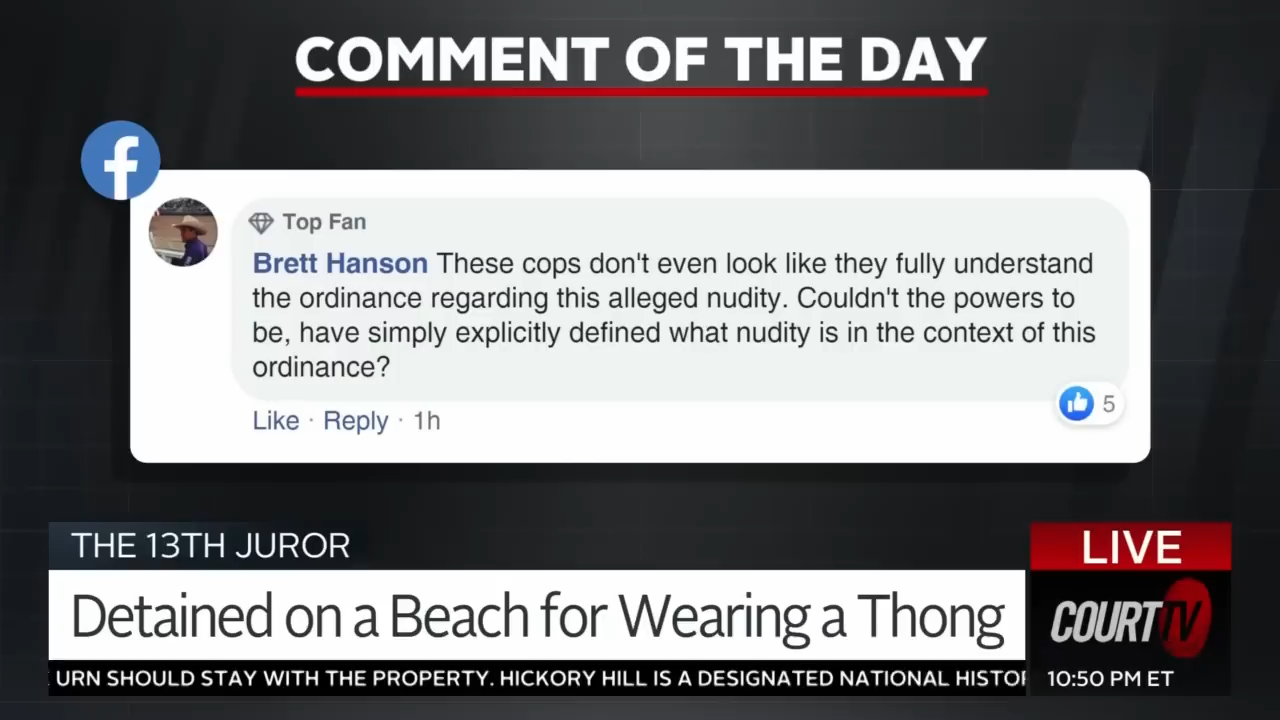 COMMENT OF THE DAY
f
Top Fan
Brett Hanson These cops don't even look like they fully understand
the ordinance regarding this alleged nudity. Couldn't the powers to
be, have simply explicitly defined what nudity is in the context of this
ordinance?
Like · Reply · 1h
5
THE 13TH JUROR
LIVE
Detained on a Beach for Wearing a Thong
COURT TV
URN SHOULD STAY WITH THE PROPERTY. HICKORY HILL IS A DESIGNATED NATIONAL HISTO
10:50 PM ET